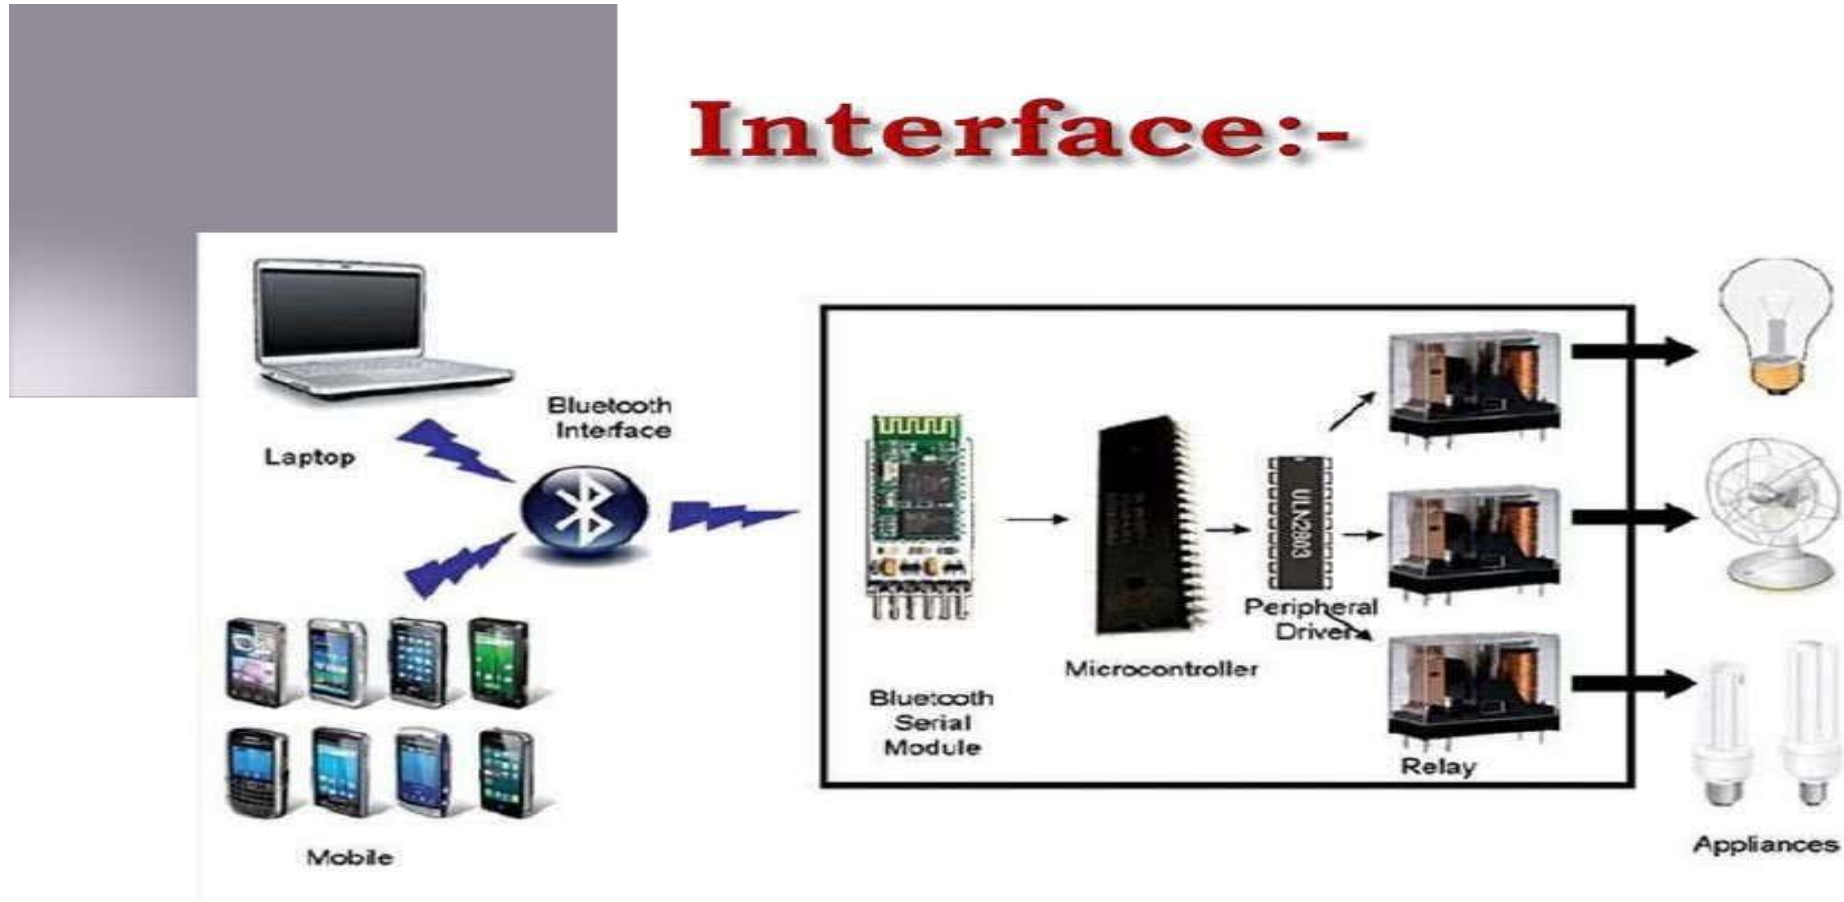 Interface:-
Laptop
Bluetooth
Interface
Mobile
Bluetooth
Serial
Module
Microcontroller
ULN2803
Peripheral
Driver
Relay
Appliances